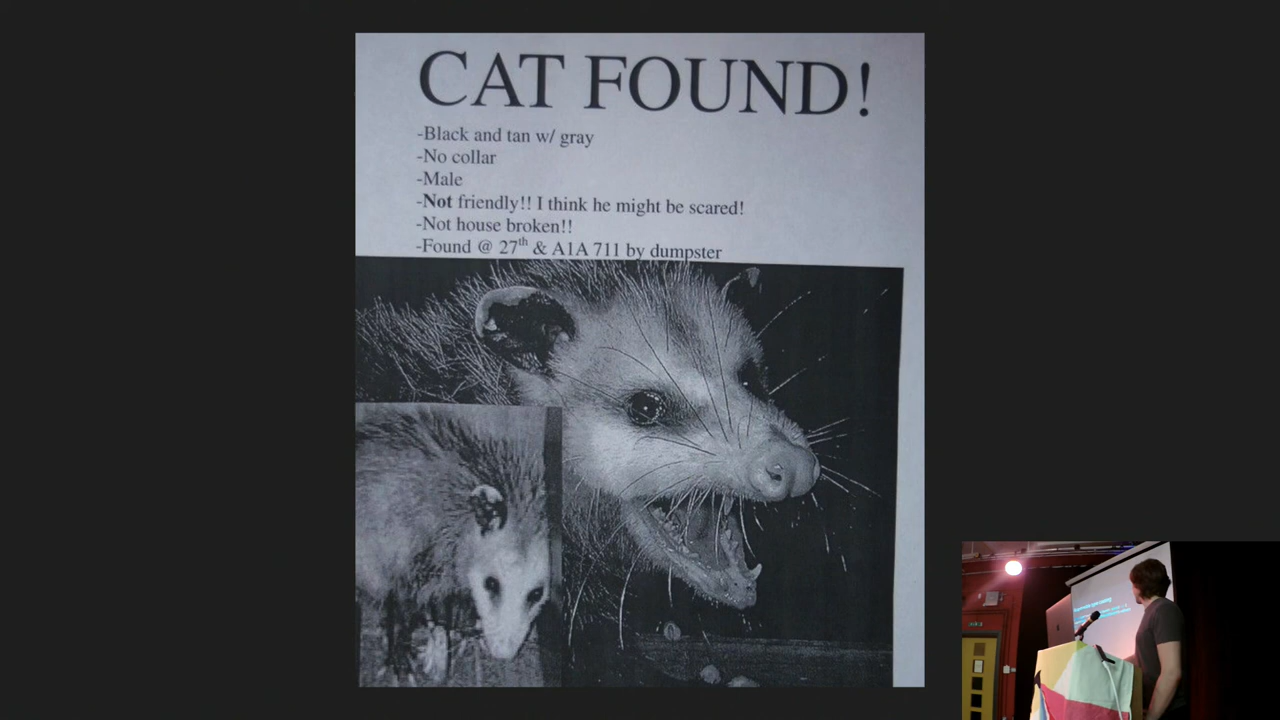 CAT FOUND!
-Black and tan w/ gray
-No collar
-Male
-Not friendly!! I think he might be scared!
-Not house broken!!
-Found @ 27th & A1A 711 by dumpster